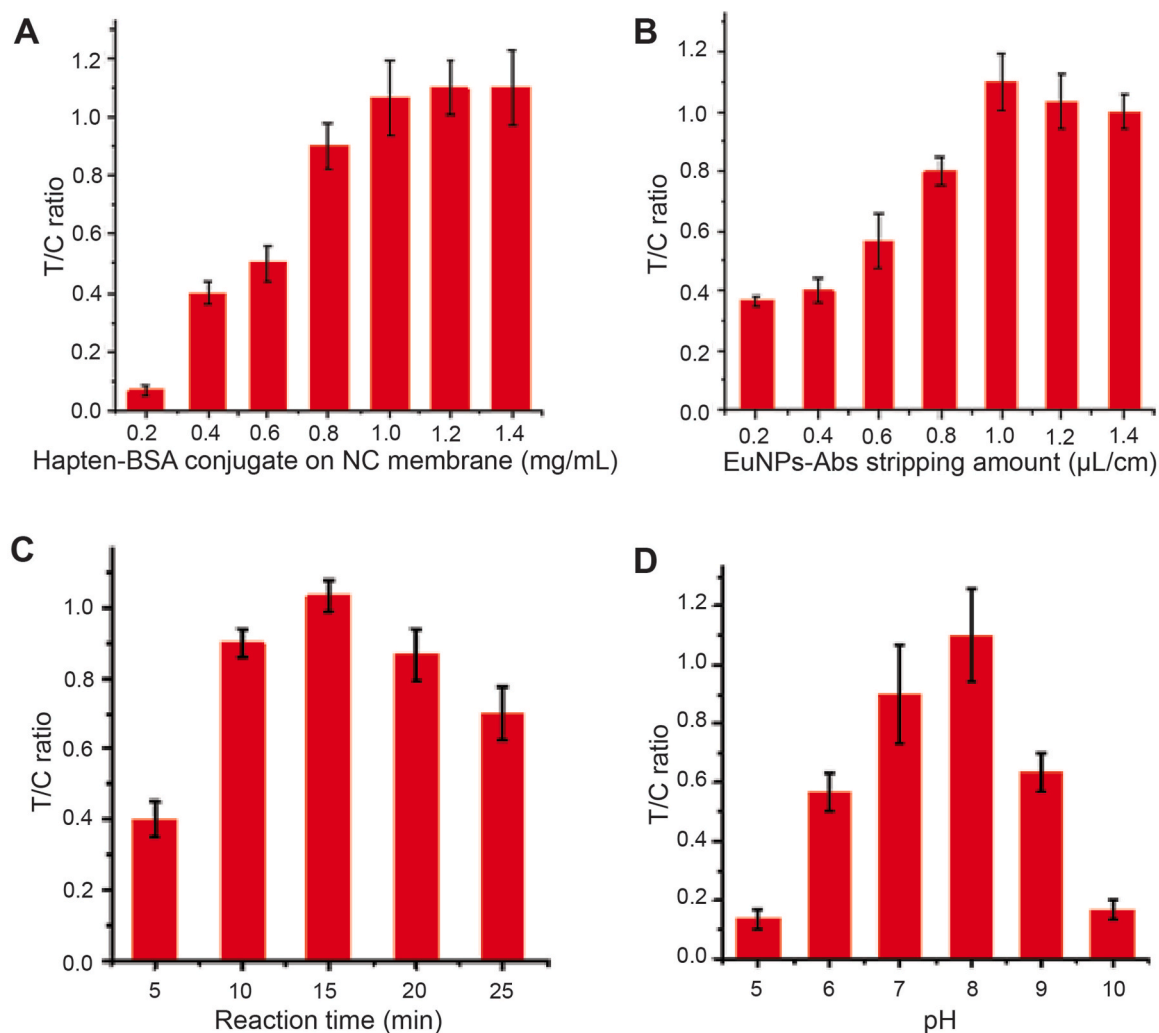 A
T/C ratio
1.2
1.0
0.8
0.6
0.4
0.2
0.0
0.2 0.4 0.6 0.8 1.0 1.2 1.4
Hapten-BSA conjugate on NC membrane (mg/mL)
B
T/C ratio
1.2
1.0
0.8
0.6
0.4
0.2
0.0
0.2 0.4 0.6 0.8 1.0 1.2 1.4
EuNPs-Abs stripping amount (µL/cm)
C
T/C ratio
1.0
0.8
0.6
0.4
0.2
0.0
5 10 15 20 25
Reaction time (min)
D
T/C ratio
1.2
1.0
0.8
0.6
0.4
0.2
0.0
5 6 7 8 9 10
pH